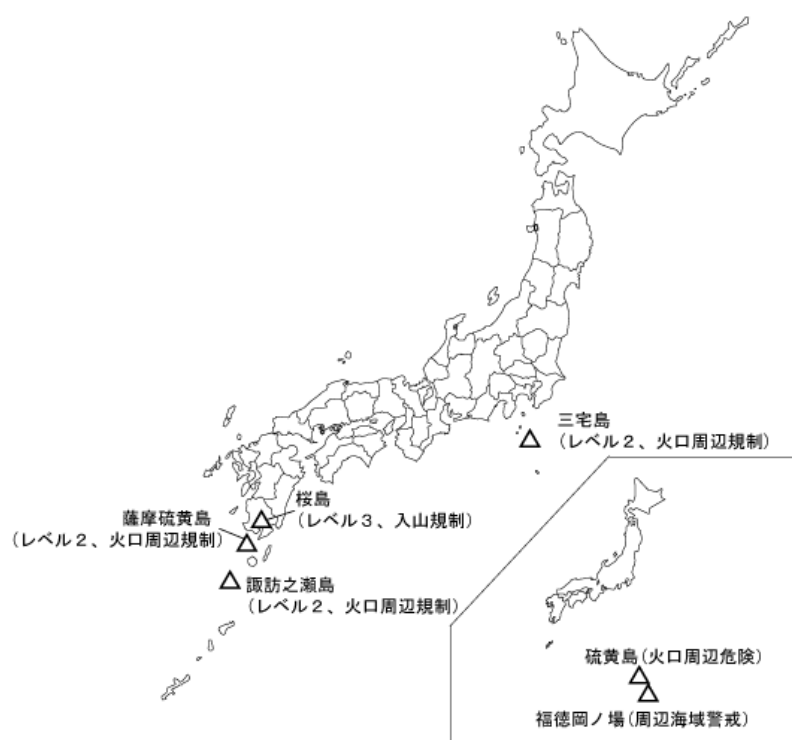 三宅島
(レベル２、火口周辺規制)
桜島
(レベル３、入山規制)
薩摩硫黄島
(レベル２、火口周辺規制)
諏訪之瀬島
(レベル２、火口周辺規制)
硫黄島(火口周辺危険)
福徳岡ノ場(周辺海域警戒)